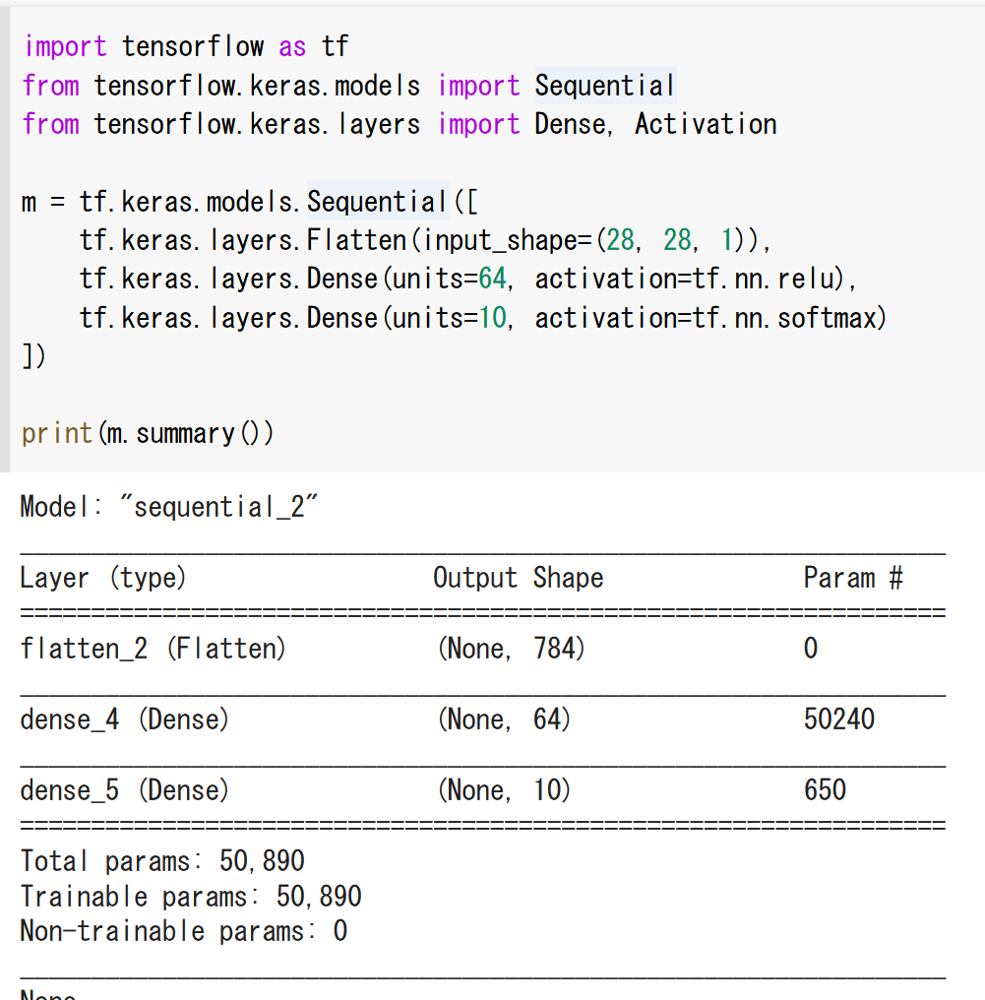 import tensorflow as tf
from tensorflow.keras.models import Sequential
from tensorflow.keras.layers import Dense, Activation
m = tf.keras.models.Sequential([
    tf.keras.layers.Flatten(input_shape=(28, 28, 1)),
    tf.keras.layers.Dense(units=64, activation=tf.nn.relu),
    tf.keras.layers.Dense(units=10, activation=tf.nn.softmax)
])
print(m.summary())
Model: "sequential_2"
_________________________________________________________________
Layer (type)                 Output Shape              Param #
=================================================================
flatten_2 (Flatten)          (None, 784)               0
_________________________________________________________________
dense_4 (Dense)              (None, 64)                50240
_________________________________________________________________
dense_5 (Dense)              (None, 10)                650
=================================================================
Total params: 50,890
Trainable params: 50,890
Non-trainable params: 0
_________________________________________________________________
None